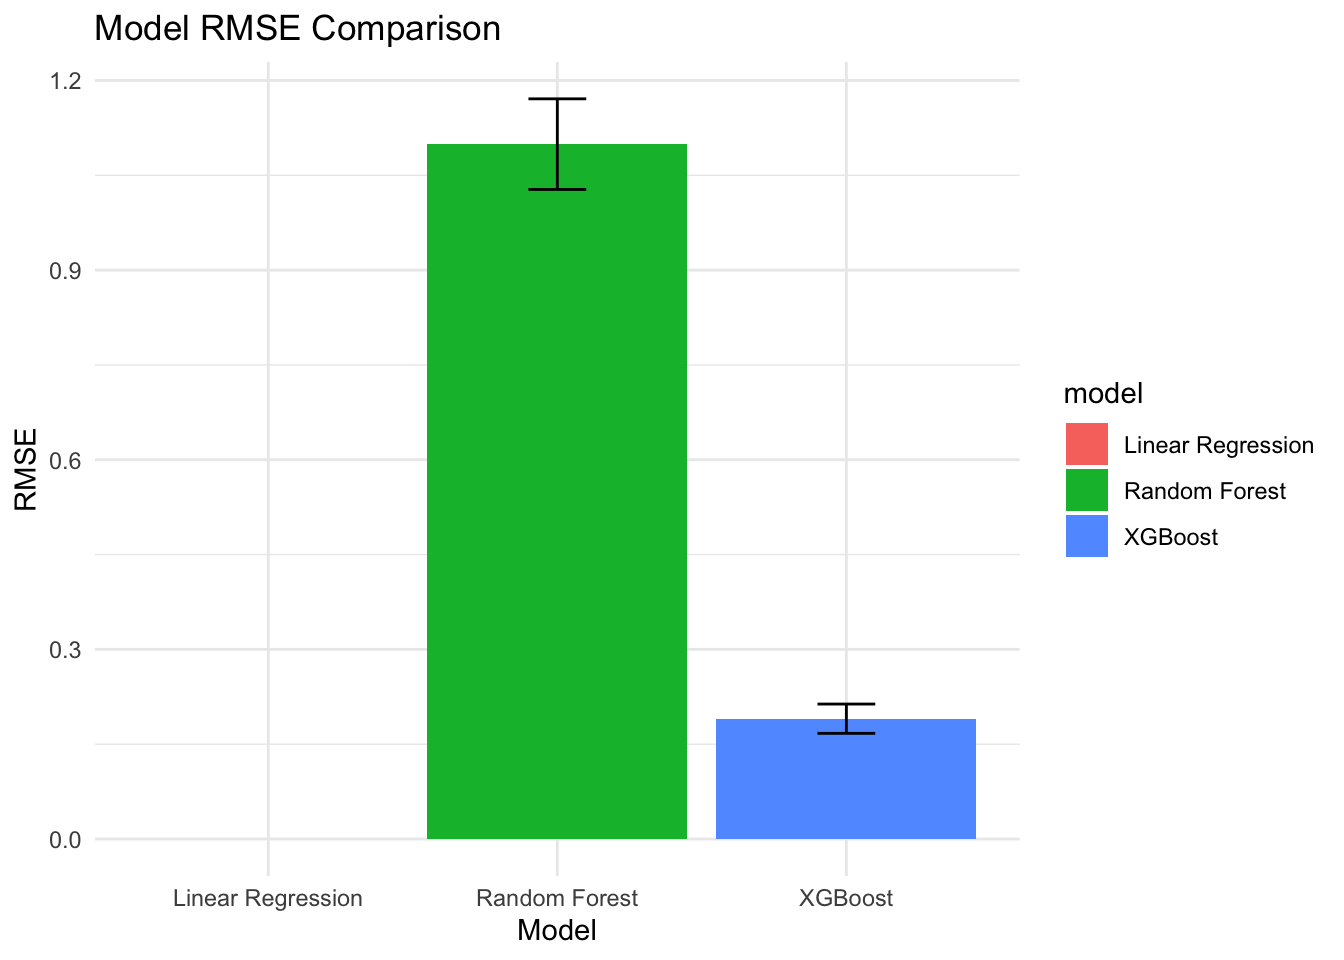 Model RMSE Comparison
1.2
0.9
0.6
0.3
0.0
RMSE
Linear Regression
Random Forest
XGBoost
Model
model
Linear Regression
Random Forest
XGBoost